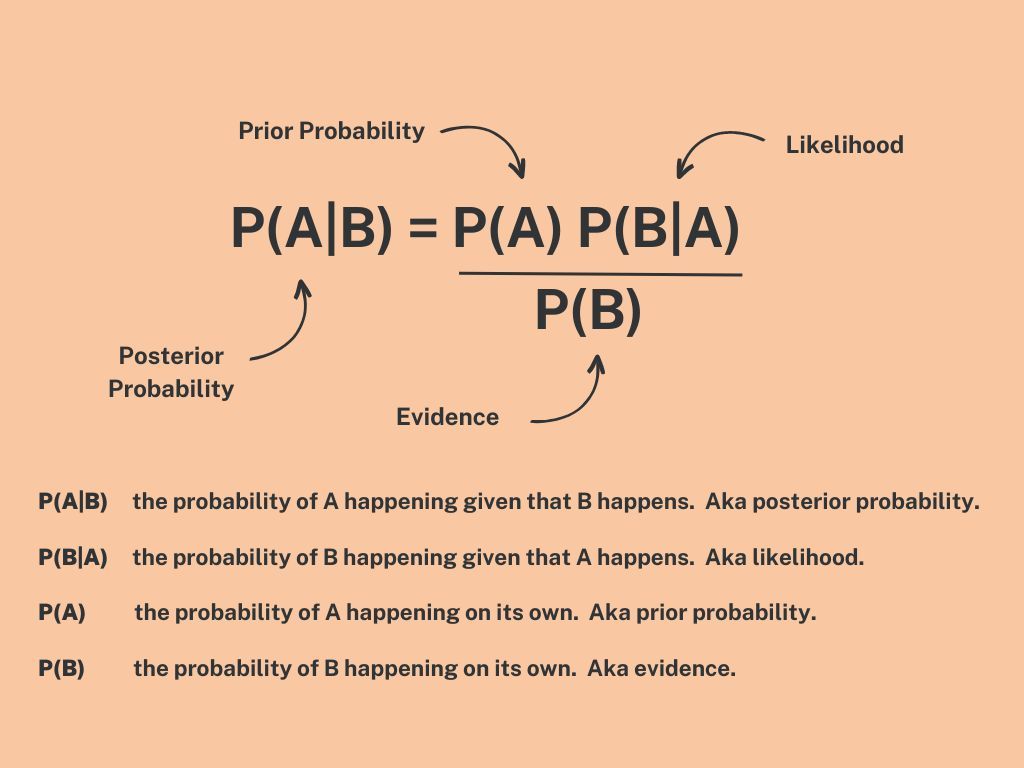 Prior Probability
Likelihood
P(A|B) = P(A) P(B|A)
P(B)
Posterior
Probability
Evidence
P(A|B) the probability of A happening given that B happens. Aka posterior probability.
P(B|A) the probability of B happening given that A happens. Aka likelihood.
P(A) the probability of A happening on its own. Aka prior probability.
P(B) the probability of B happening on its own. Aka evidence.